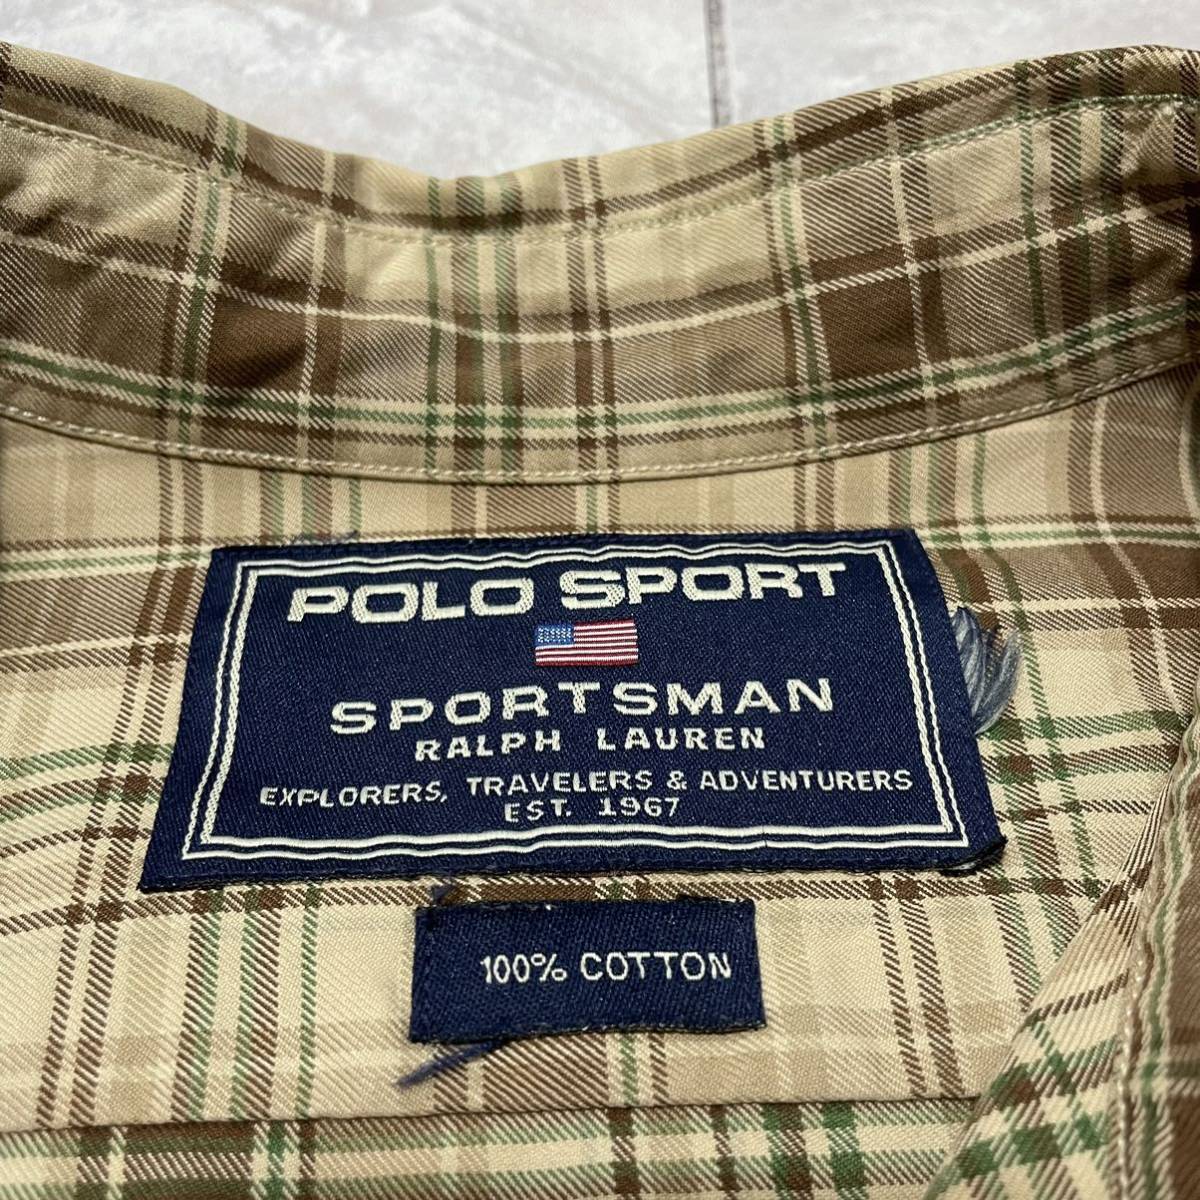 POLO SPORT
SPORTSMAN
RALPH LAUREN
EXPLORERS, TRAVELERS & ADVENTURERS
EST. 1967
100% COTTON